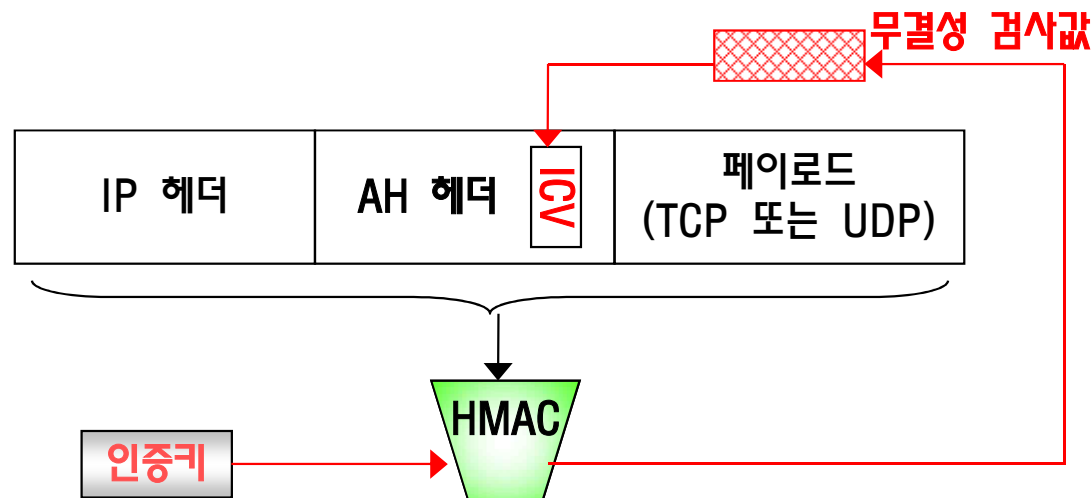 무결성 검사값
IP 헤더
AH 헤더
ICV
페이로드
(TCP 또는 UDP)
HMAC
인증키